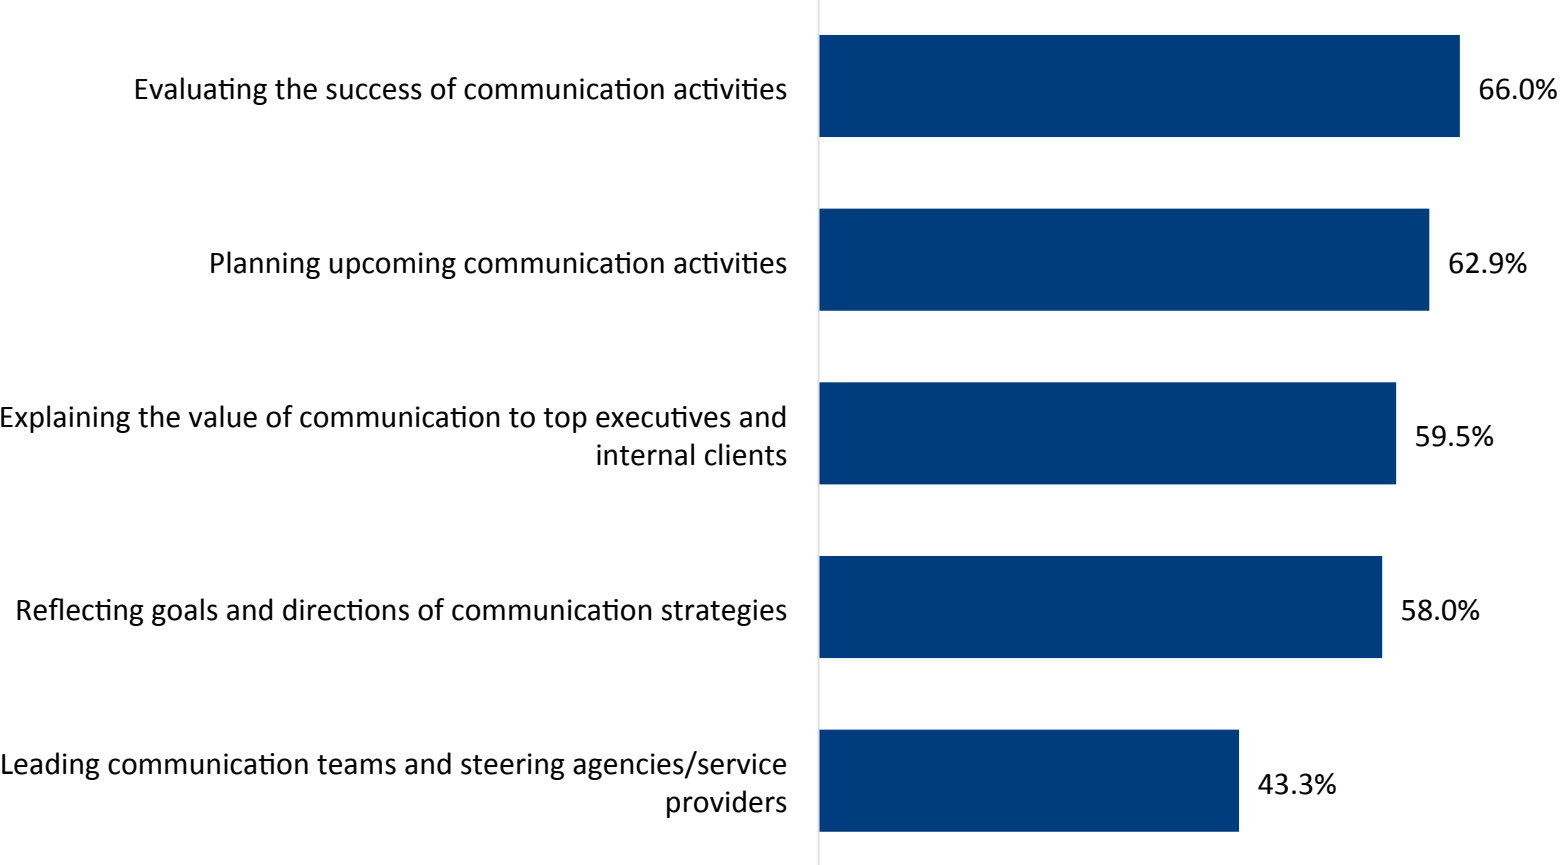 Evaluating the success of communication activities
66.0%
Planning upcoming communication activities
62.9%
Explaining the value of communication to top executives and
internal clients
59.5%
Reflecting goals and directions of communication strategies
58.0%
Leading communication teams and steering agencies/service
providers
43.3%